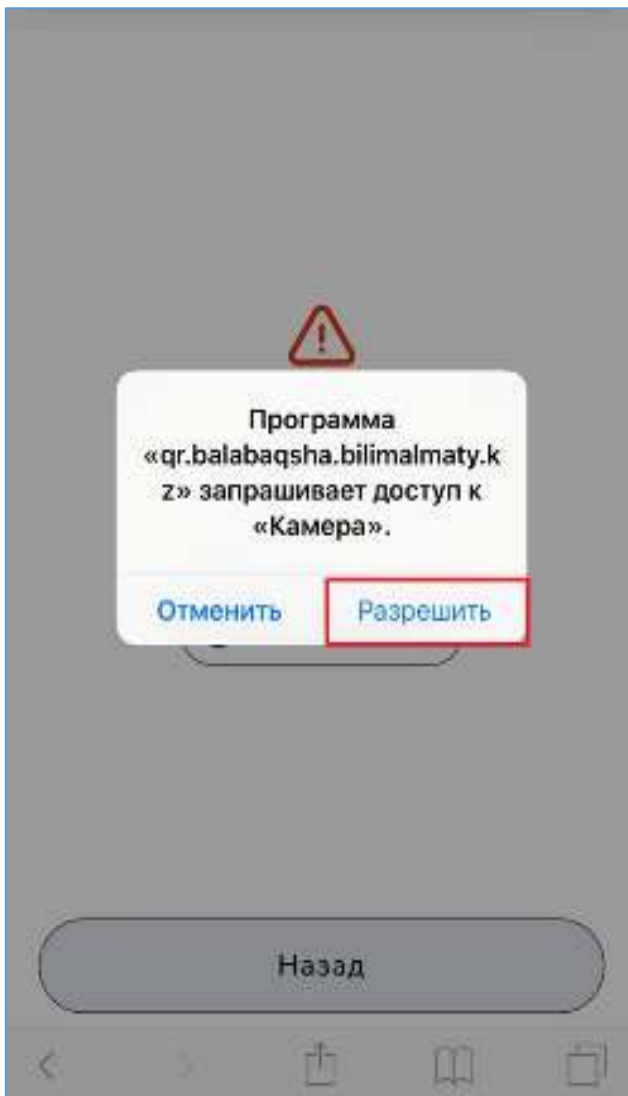 Программа
«qr.balabaqsha.bilimalmaty.k
z» запрашивает доступ к
«Камера».
Отменить Разрешить
Назад